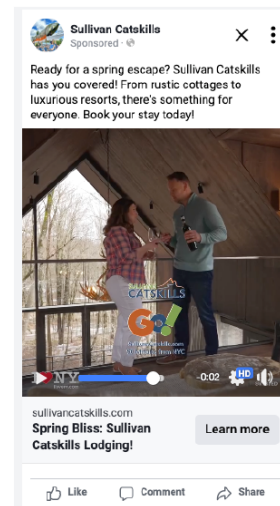 Sullivan Catskills
Sponsored ·
Ready for a spring escape? Sullivan Catskills
has you covered! From rustic cottages to
luxurious resorts, there's something for
everyone. Book your stay today!
CATSKILLS
GO!
NY
-0:02
HD
sullivancatskills.com
Spring Bliss: Sullivan
Catskills Lodging!
Learn more
Like
Comment
Share